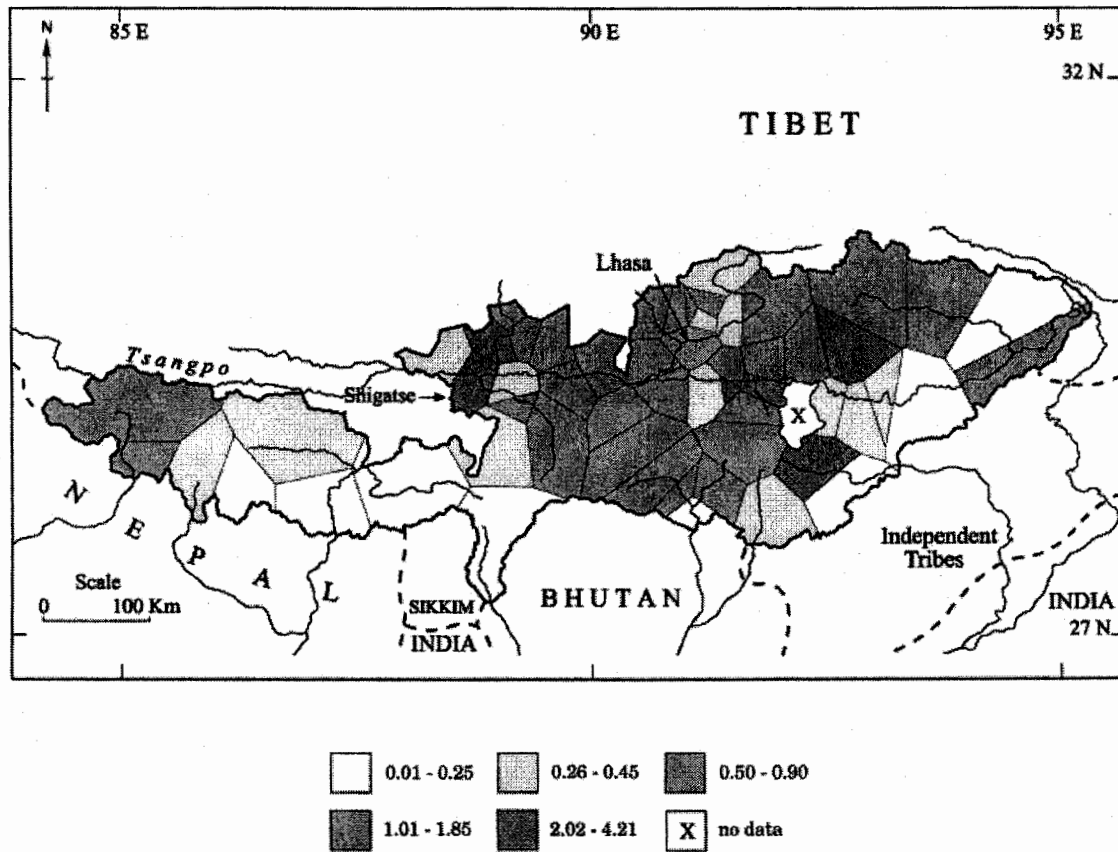 85 E 90 E 95 E
N
32 N
TIBET
Lhasa
Tsangpo
Shigatse
X
NEPAL
Independent
Tribes
Scale
0 100 Km
SIKKIM
BHUTAN
INDIA
INDIA
27 N
0.01 - 0.25 0.26 - 0.45 0.50 - 0.90
1.01 - 1.85 2.02 - 4.21 X no data